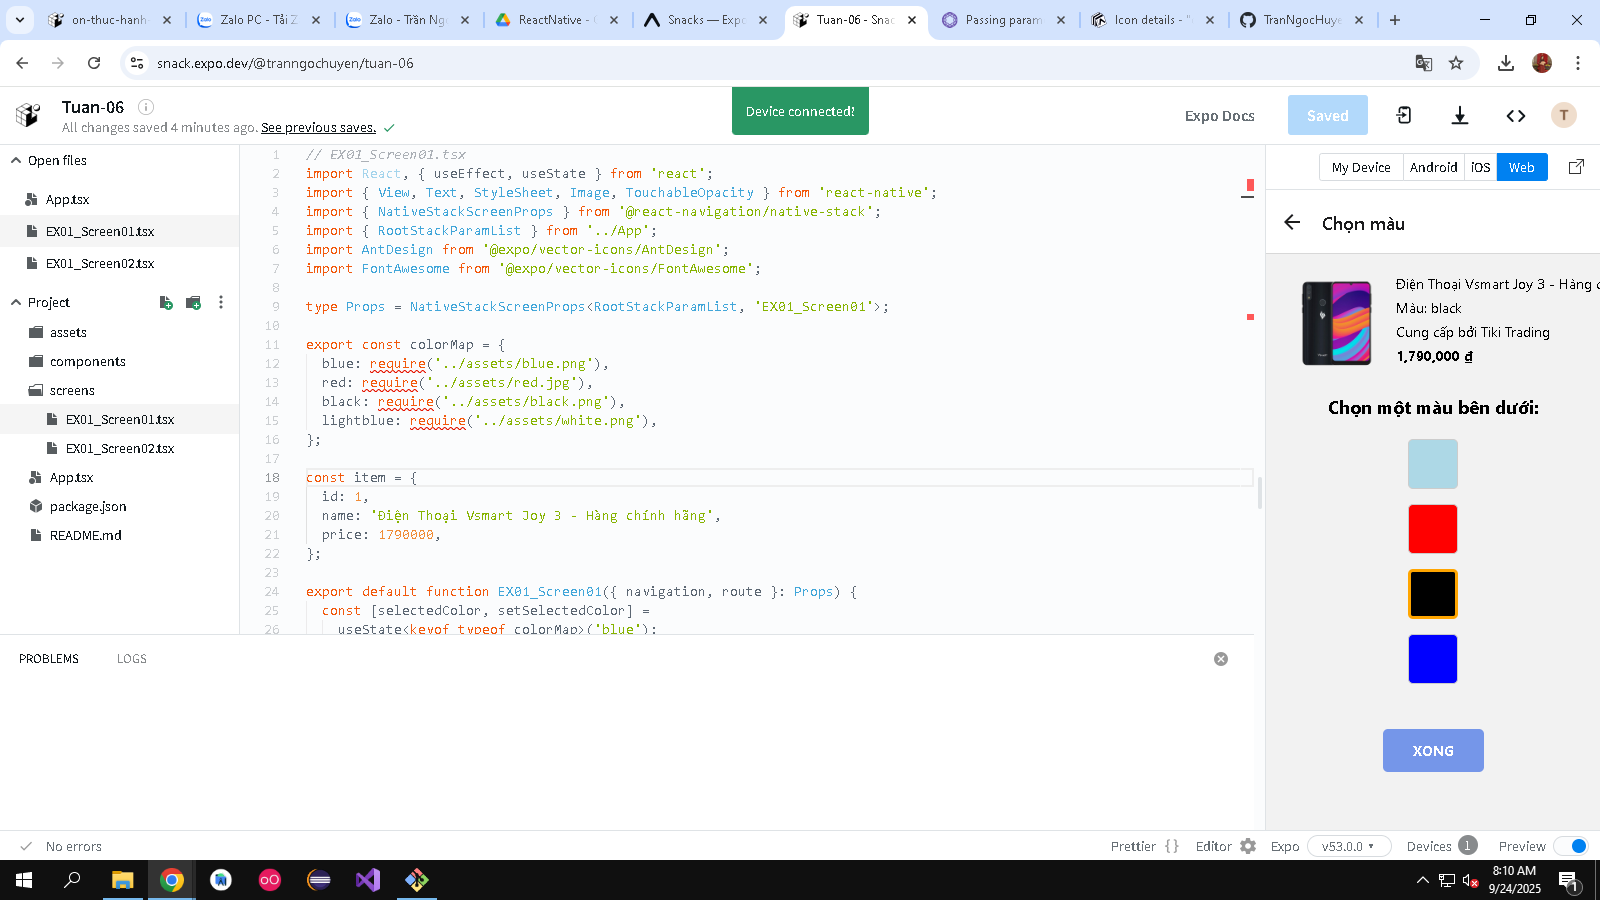 on-thuc-hanh-
Zalo PC - Tải Z
Zalo - Trần Ng
ReactNative -
Snacks — Expo
Tuan-06 - Snac
Passing param
Icon details - "
TranNgocHuye
snack.expo.dev/@tranngochuyen/tuan-06
Tuan-06
All changes saved 4 minutes ago. See previous saves.
Device connected!
Expo Docs
Saved
T
Open files
App.tsx
EX01_Screen01.tsx
EX01_Screen02.tsx
Project
assets
components
screens
EX01_Screen01.tsx
EX01_Screen02.tsx
App.tsx
package.json
README.md
1 // EX01_Screen01.tsx
2 import React, { useEffect, useState } from 'react';
3 import { View, Text, StyleSheet, Image, TouchableOpacity } from 'react-native';
4 import { NativeStackScreenProps } from '@react-navigation/native-stack';
5 import { RootStackParamList } from '../App';
6 import AntDesign from '@expo/vector-icons/AntDesign';
7 import FontAwesome from '@expo/vector-icons/FontAwesome';
8
9 type Props = NativeStackScreenProps<RootStackParamList, 'EX01_Screen01'>;
10
11 export const colorMap = {
12 blue: require('../assets/blue.png'),
13 red: require('../assets/red.jpg'),
14 black: require('../assets/black.png'),
15 lightblue: require('../assets/white.png'),
16 };
17
18 const item = {
19 id: 1,
20 name: 'Điện Thoại Vsmart Joy 3 - Hàng chính hãng',
21 price: 1790000,
22 };
23
24 export default function EX01_Screen01({ navigation, route }: Props) {
25 const [selectedColor, setSelectedColor] =
26 useState<keyof typeof colorMap>('blue');
My Device
Android
iOS
Web
Chọn màu
Điện Thoại Vsmart Joy 3 - Hàng c
Màu: black
Cung cấp bởi Tiki Trading
1,790,000 ₫
Chọn một màu bên dưới:
XONG
PROBLEMS
LOGS
No errors
Prettier { }
Editor
Expo
v53.0.0
Devices 1
Preview
8:10 AM
9/24/2025
1